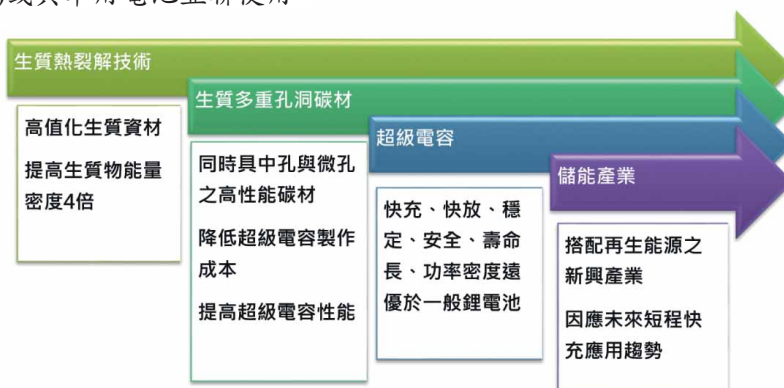 生質熱裂解技術
高值化生質資材
提高生質物能量
密度4倍
生質多重孔洞碳材
同時具中孔與微孔
之高性能碳材
降低超級電容製作
成本
提高超級電容性能
超級電容
快充、快放、穩
定、安全、壽命
長、功率密度遠
優於一般鋰電池
儲能產業
搭配再生能源之
新興產業
因應未來短程快
充應用趨勢